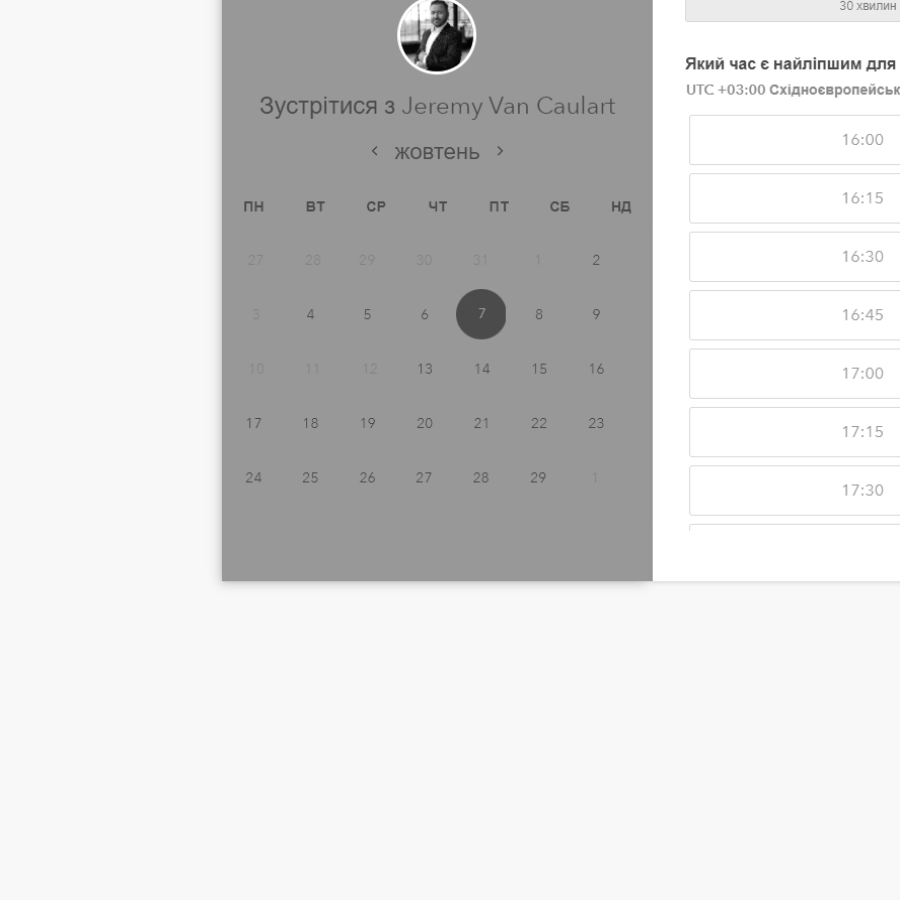 Зустрітися з Jeremy Van Caulart
< жовтень >
ПН ВТ СР ЧТ ПТ СБ НД
27 28 29 30 31 1 2
3 4 5 6 7 8 9
10 11 12 13 14 15 16
17 18 19 20 21 22 23
24 25 26 27 28 29 1
30 хвилин
Який час є найліпшим для
UTC +03:00 Східноєвропейськ
16:00
16:15
16:30
16:45
17:00
17:15
17:30